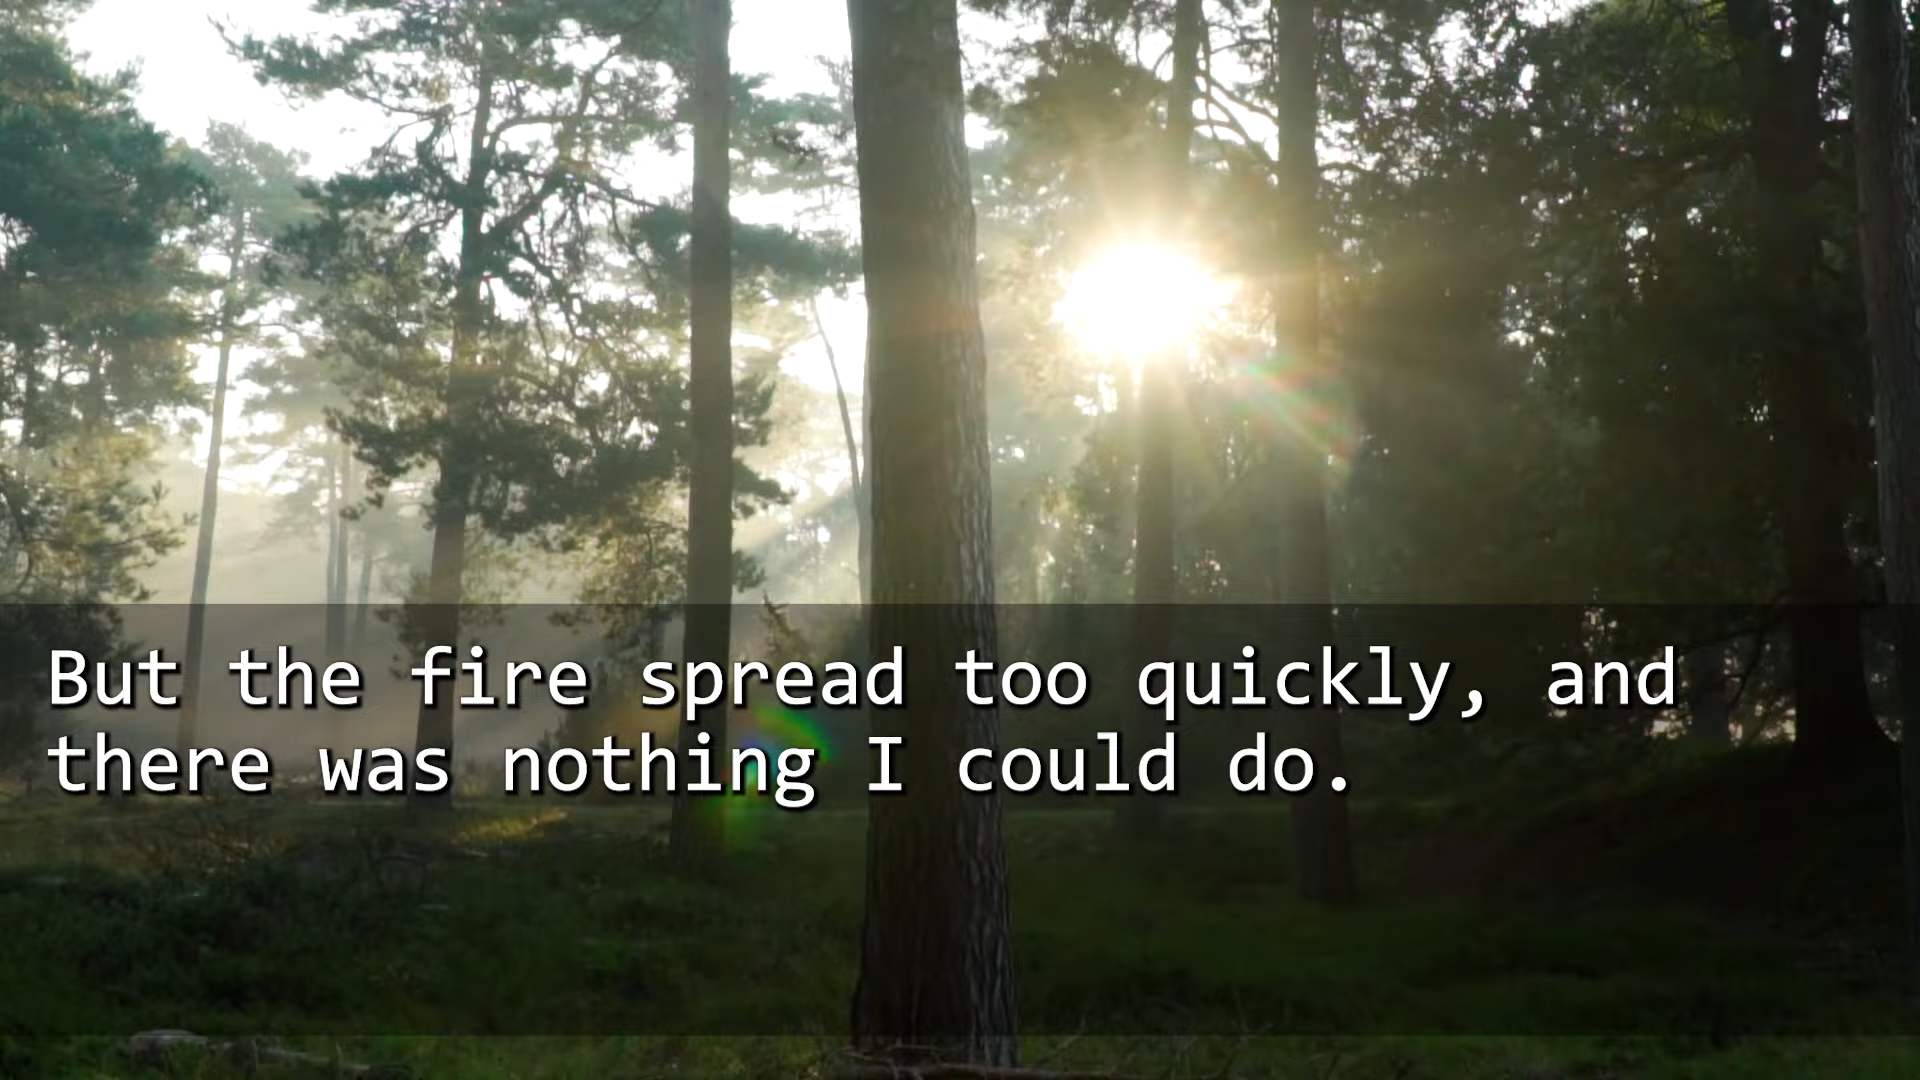 But the fire spread too quickly, and
there was nothing I could do.